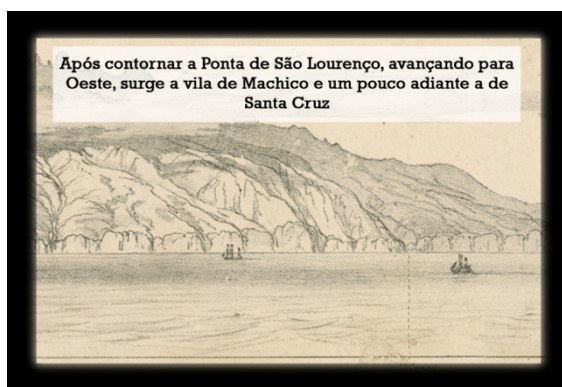 Após contornar a Ponta de São Lourenço, avançando para
Oeste, surge a vila de Machico e um pouco adiante a de
Santa Cruz